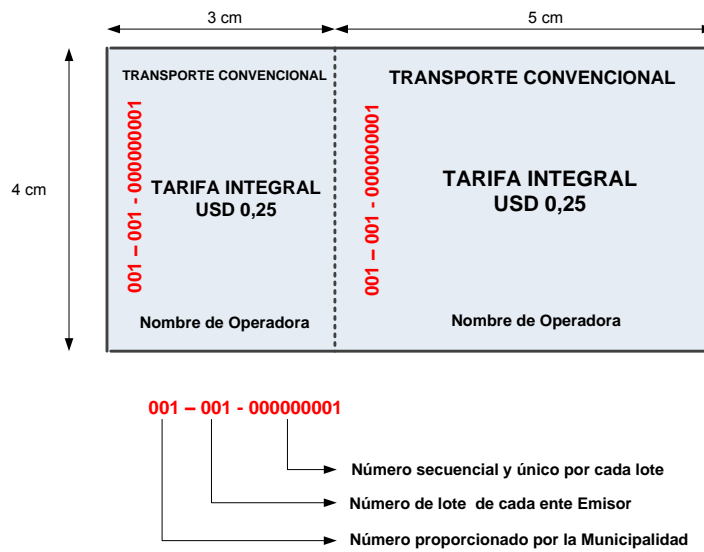 3 cm
5 cm
4 cm
TRANSPORTE CONVENCIONAL
001 – 001 - 000000001
TARIFA INTEGRAL
USD 0,25
Nombre de Operadora
TRANSPORTE CONVENCIONAL
001 – 001 - 000000001
TARIFA INTEGRAL
USD 0,25
Nombre de Operadora
001 – 001 - 000000001
Número secuencial y único por cada lote
Número de lote de cada ente Emisor
Número proporcionado por la Municipalidad